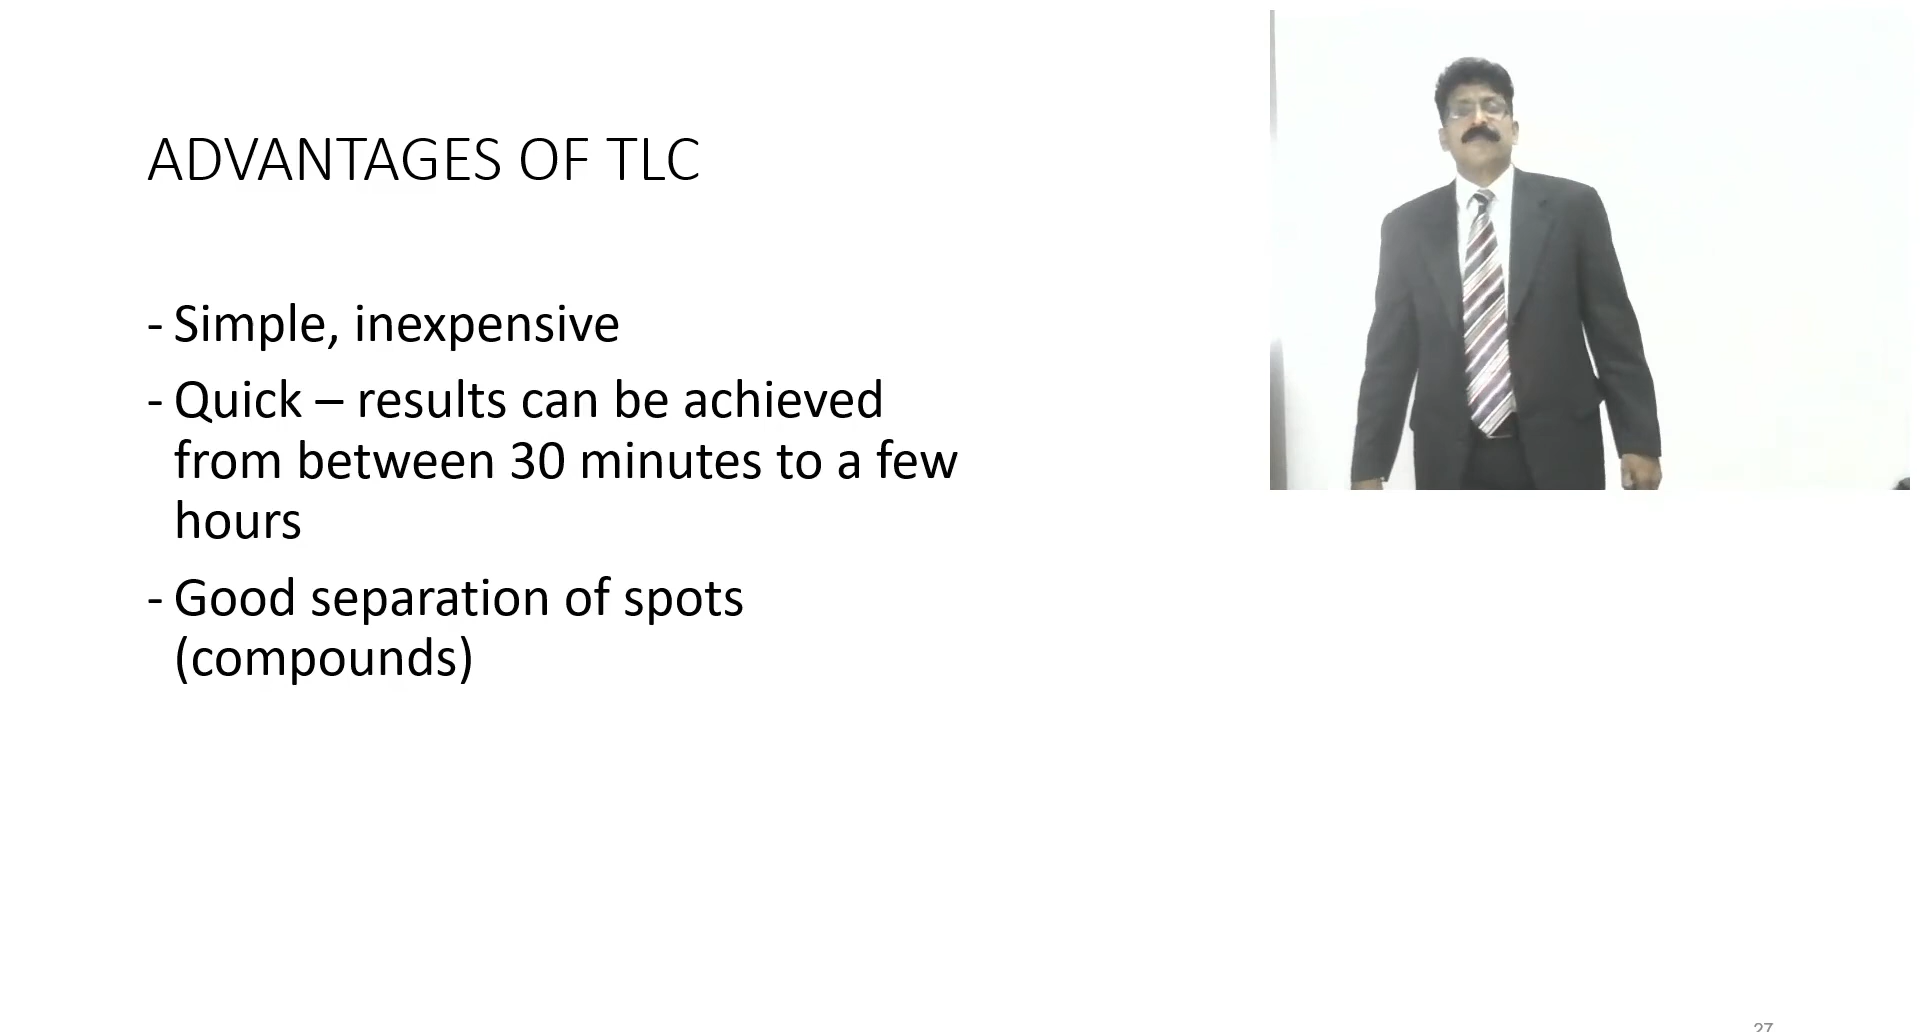 ADVANTAGES OF TLC
- Simple, inexpensive
- Quick – results can be achieved
from between 30 minutes to a few
hours
- Good separation of spots
(compounds)
27